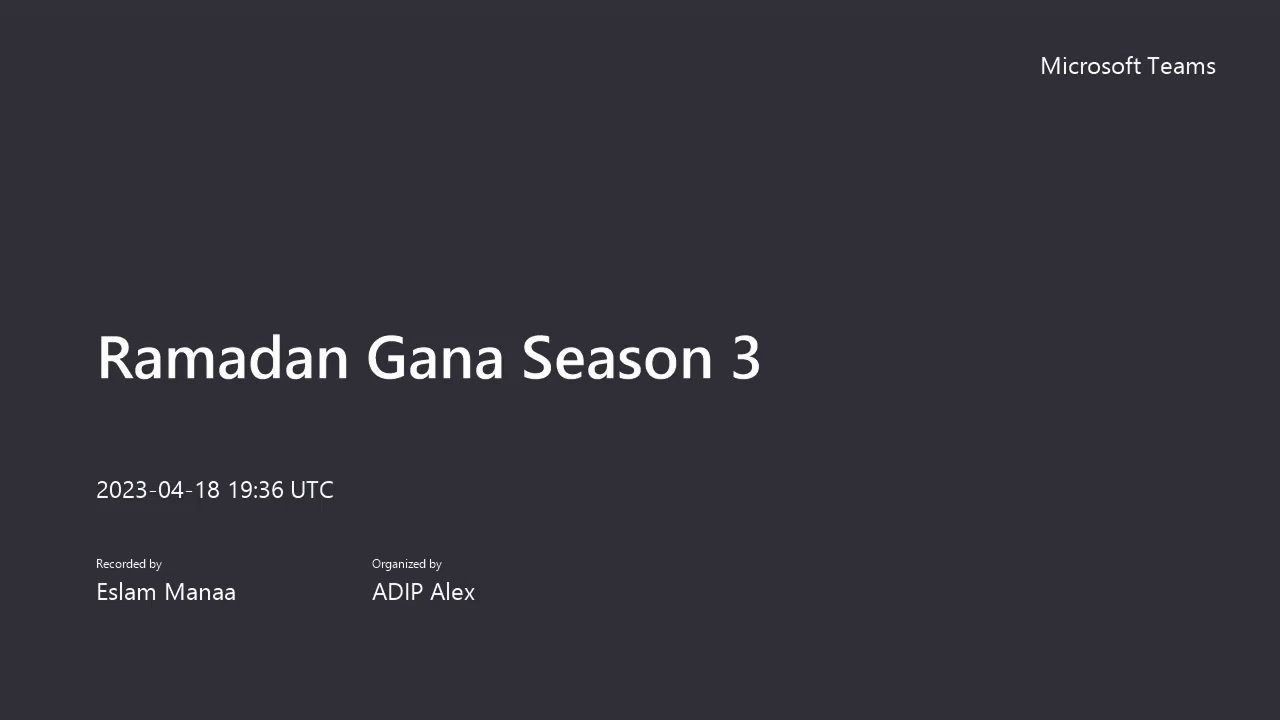 Microsoft Teams
Ramadan Gana Season 3
2023-04-18 19:36 UTC
Recorded by
Eslam Manaa
Organized by
ADIP Alex